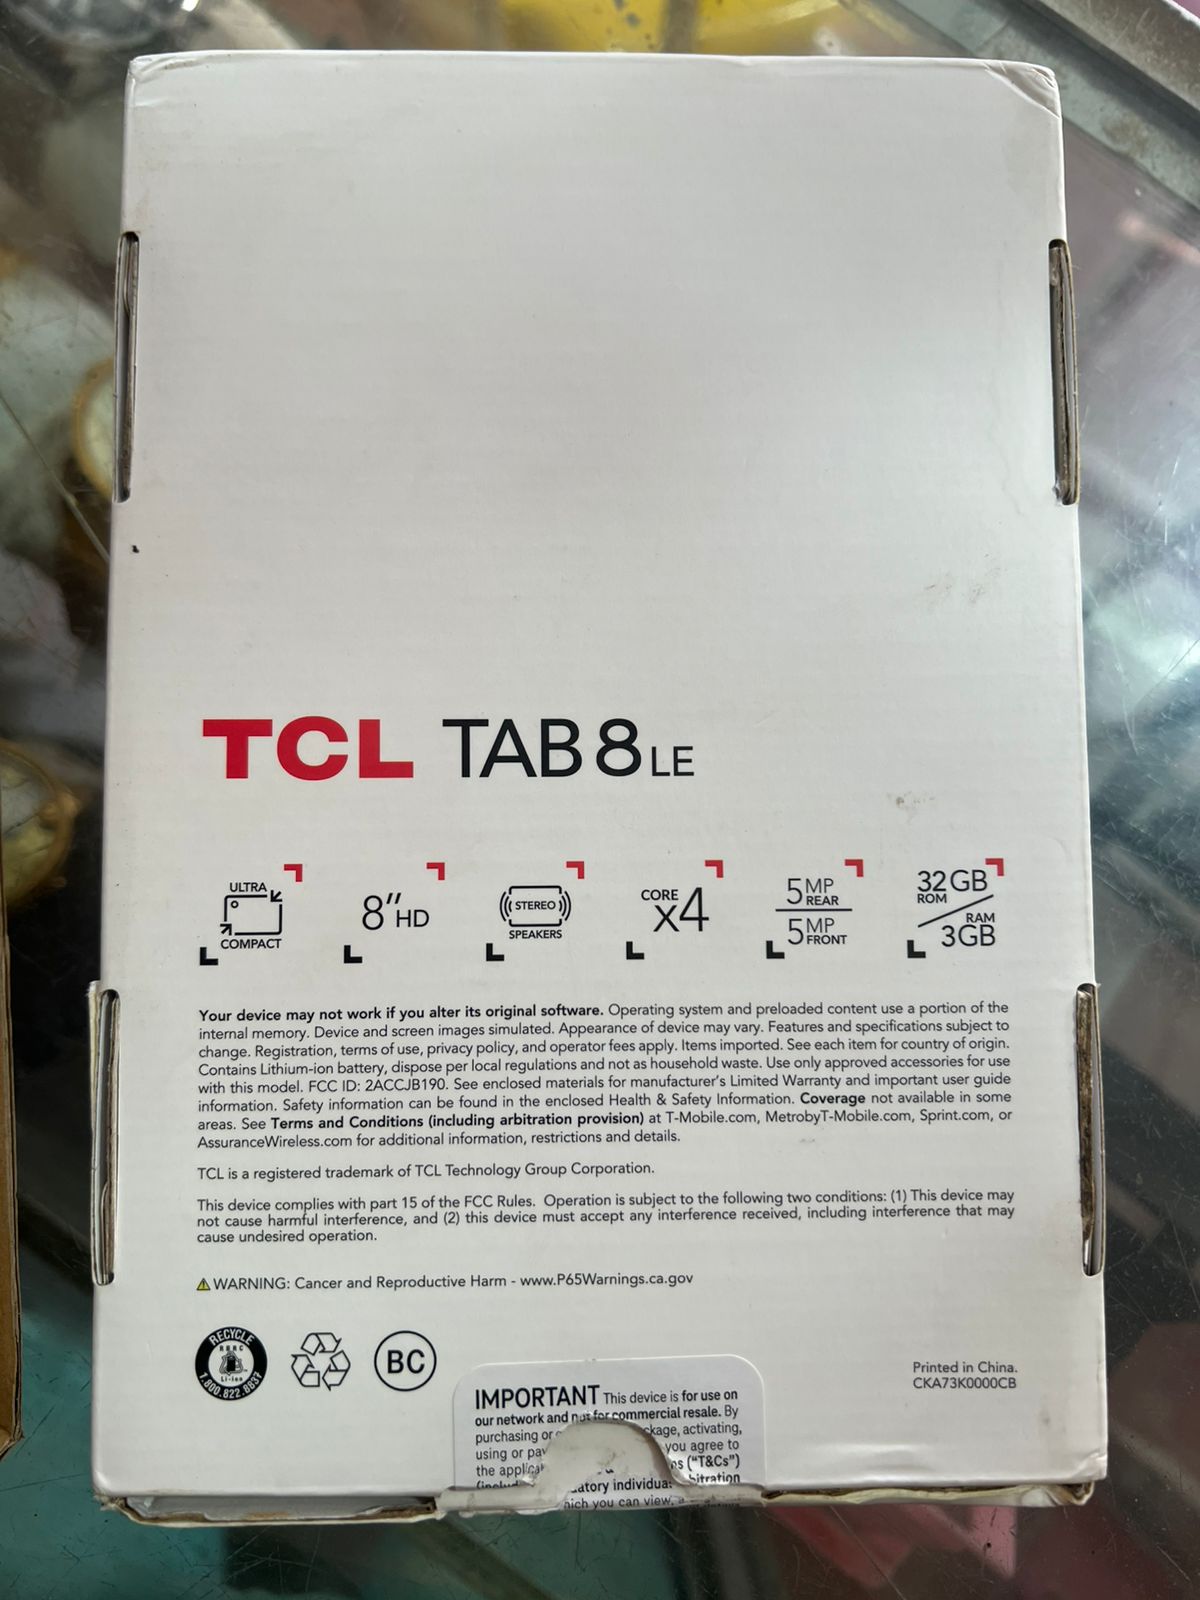 TCL TAB 8 LE
ULTRA
COMPACT
8″HD
STEREO
SPEAKERS
CORE
x4
5MP REAR
5MP FRONT
32GB
ROM
RAM
3GB
Your device may not work if you alter its original software. Operating system and preloaded content use a portion of the
internal memory. Device and screen images simulated. Appearance of device may vary. Features and specifications subject to
change. Registration, terms of use, privacy policy, and operator fees apply. Items imported. See each item for country of origin.
Contains Lithium-ion battery, dispose per local regulations and not as household waste. Use only approved accessories for use
with this model. FCC ID: 2ACCJB190. See enclosed materials for manufacturer's Limited Warranty and important user guide
information. Safety information can be found in the enclosed Health & Safety Information. Coverage not available in some
areas. See Terms and Conditions (including arbitration provision) at T-Mobile.com, MetrobyT-Mobile.com, Sprint.com, or
AssuranceWireless.com for additional information, restrictions and details.
TCL is a registered trademark of TCL Technology Group Corporation.
This device complies with part 15 of the FCC Rules. Operation is subject to the following two conditions: (1) This device may
not cause harmful interference, and (2) this device must accept any interference received, including interference that may
cause undesired operation.
WARNING: Cancer and Reproductive Harm - www.P65Warnings.ca.gov
RECYCLE
RBRC
Li-ion
1.800.822.8837
BC
Printed in China.
CKA73K0000CB
IMPORTANT This device is for use on
our network and not for commercial resale. By
purchasing or activating,
using or you agree to
the ("T&Cs")
which you can view,